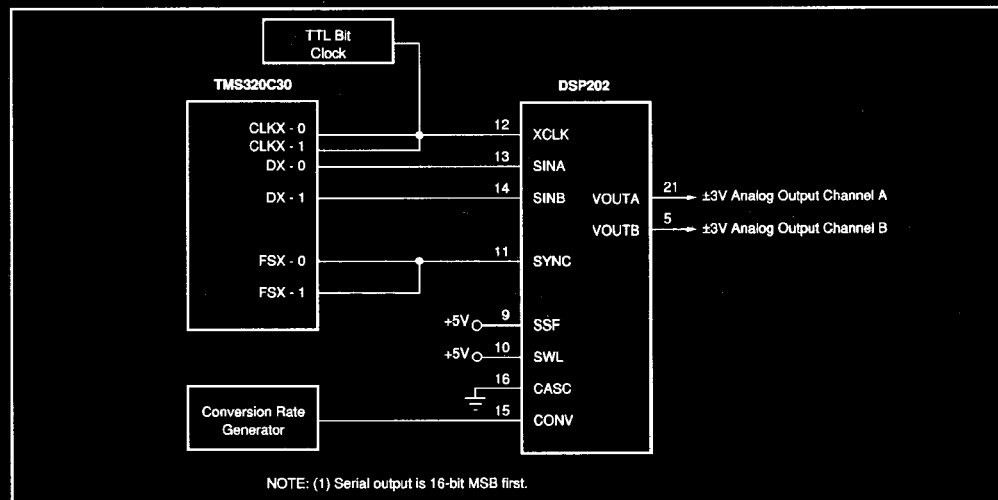 TTL Bit
Clock
TMS320C30
DSP202
CLKX - 0
CLKX - 1
DX - 0
DX - 1
FSX - 0
FSX - 1
12
13
14
11
+5V 9
+5V 10
16
15
XCLK
SINA
SINB
SYNC
SSF
SWL
CASC
CONV
VOUTA
VOUTB
21
5
±3V Analog Output Channel A
±3V Analog Output Channel B
Conversion Rate
Generator
NOTE: (1) Serial output is 16-bit MSB first.